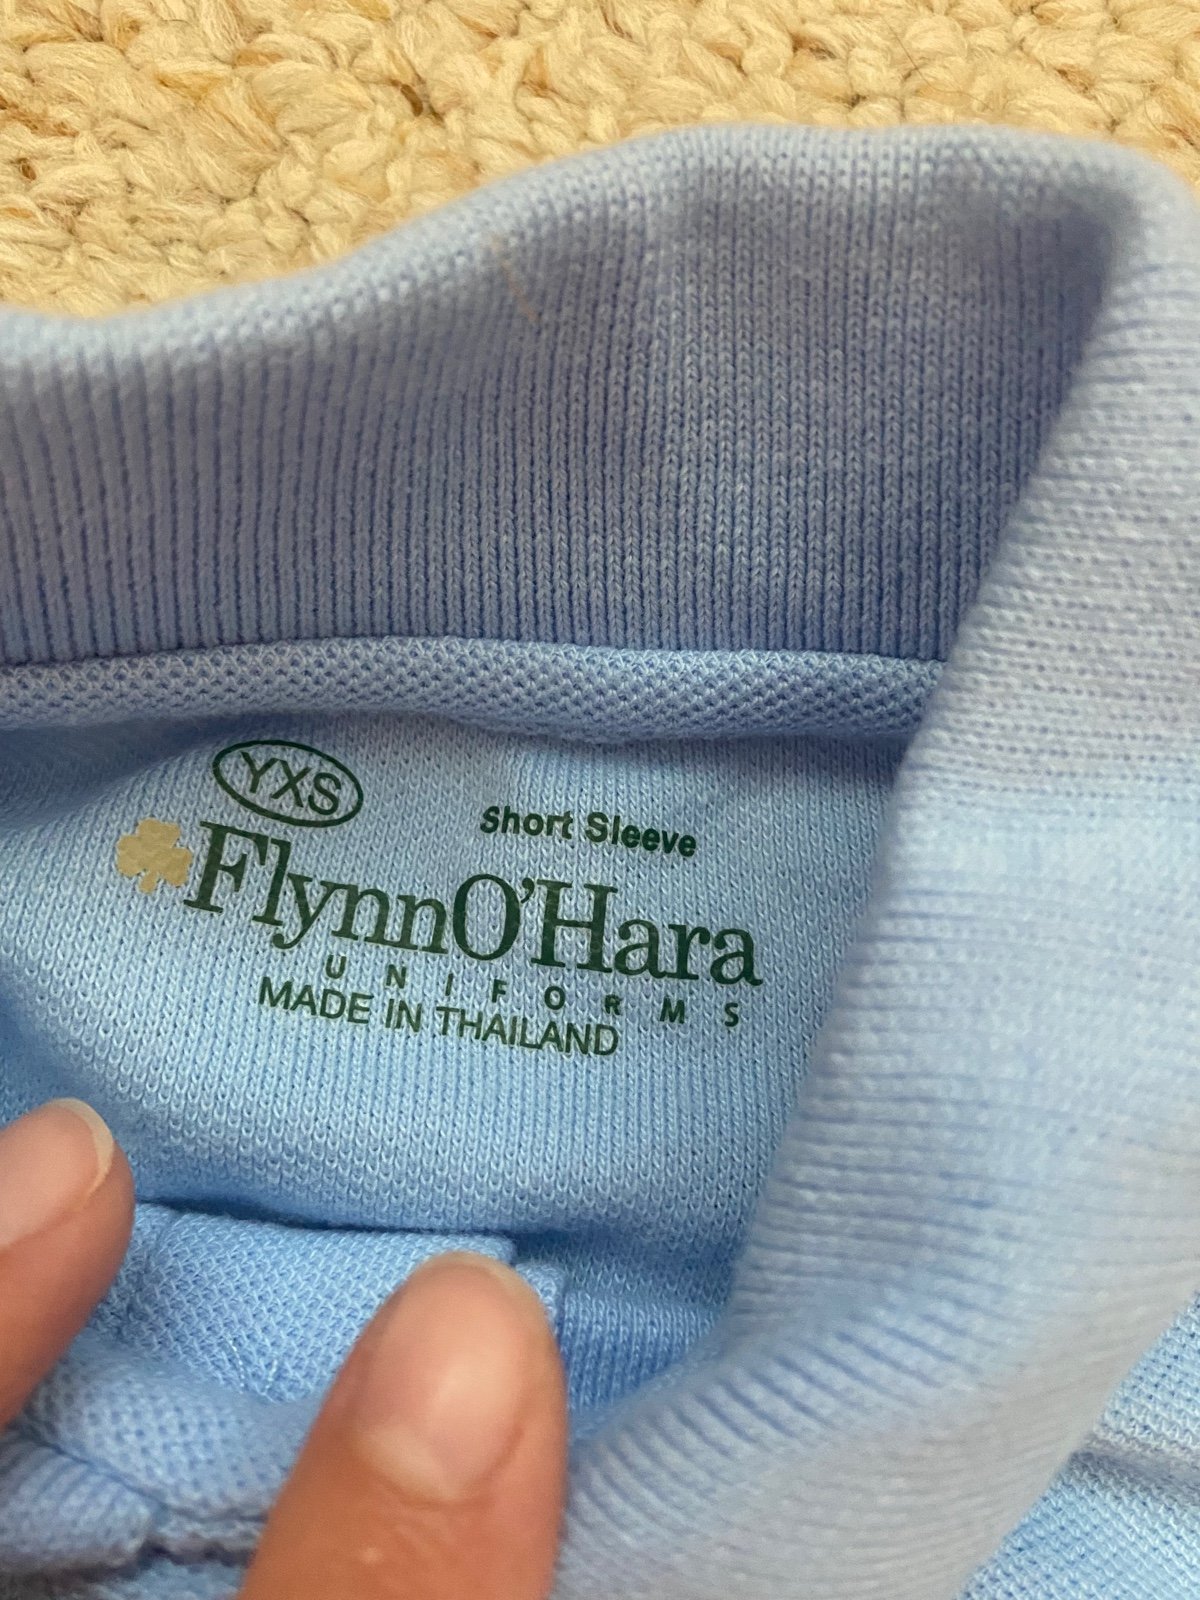 YXS
Short Sleeve
FlynnO'Hara
UNIFORMS
MADE IN THAILAND